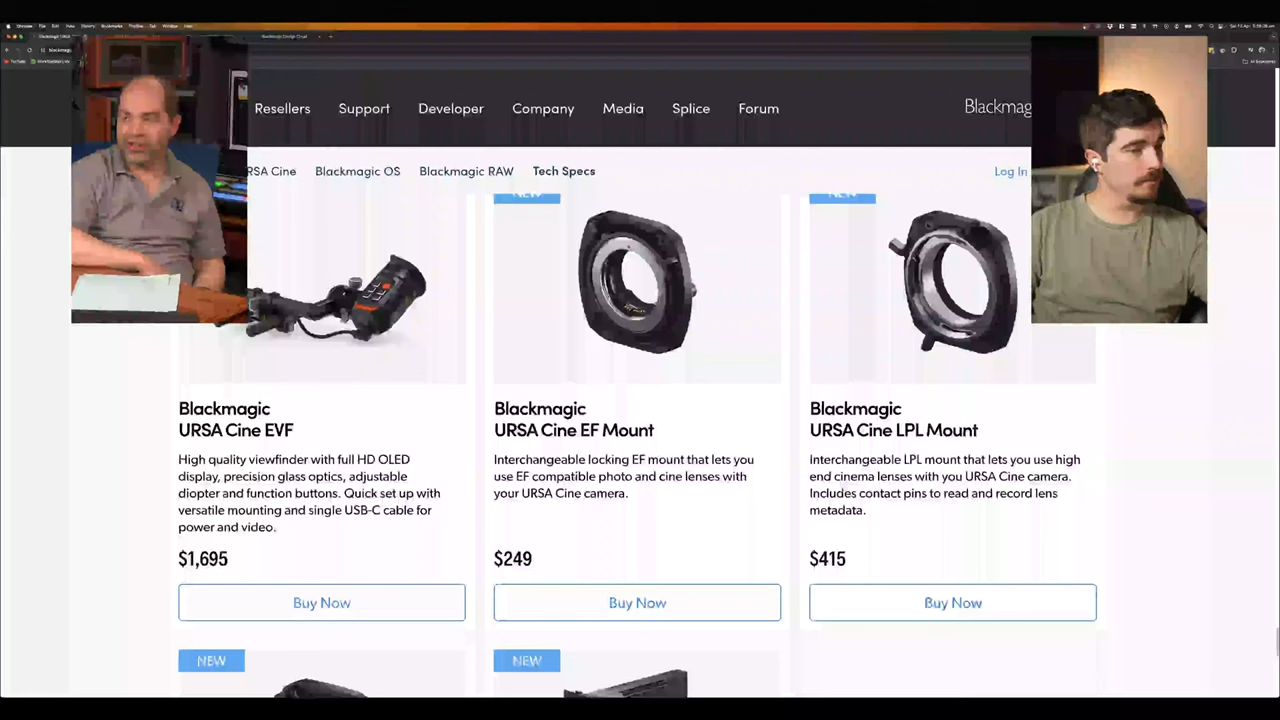 Resellers Support Developer Company Media Splice Forum
Blackmag
RSA Cine Blackmagic OS Blackmagic RAW Tech Specs
Log In
NEW
NEW
Blackmagic
URSA Cine EVF
High quality viewfinder with full HD OLED
display, precision glass optics, adjustable
diopter and function buttons. Quick set up with
versatile mounting and single USB-C cable for
power and video.
$1,695
Buy Now
Blackmagic
URSA Cine EF Mount
Interchangeable locking EF mount that lets you
use EF compatible photo and cine lenses with
your URSA Cine camera.
$249
Buy Now
Blackmagic
URSA Cine LPL Mount
Interchangeable LPL mount that lets you use high
end cinema lenses with you URSA Cine camera.
Includes contact pins to read and record lens
metadata.
$415
Buy Now
NEW
NEW